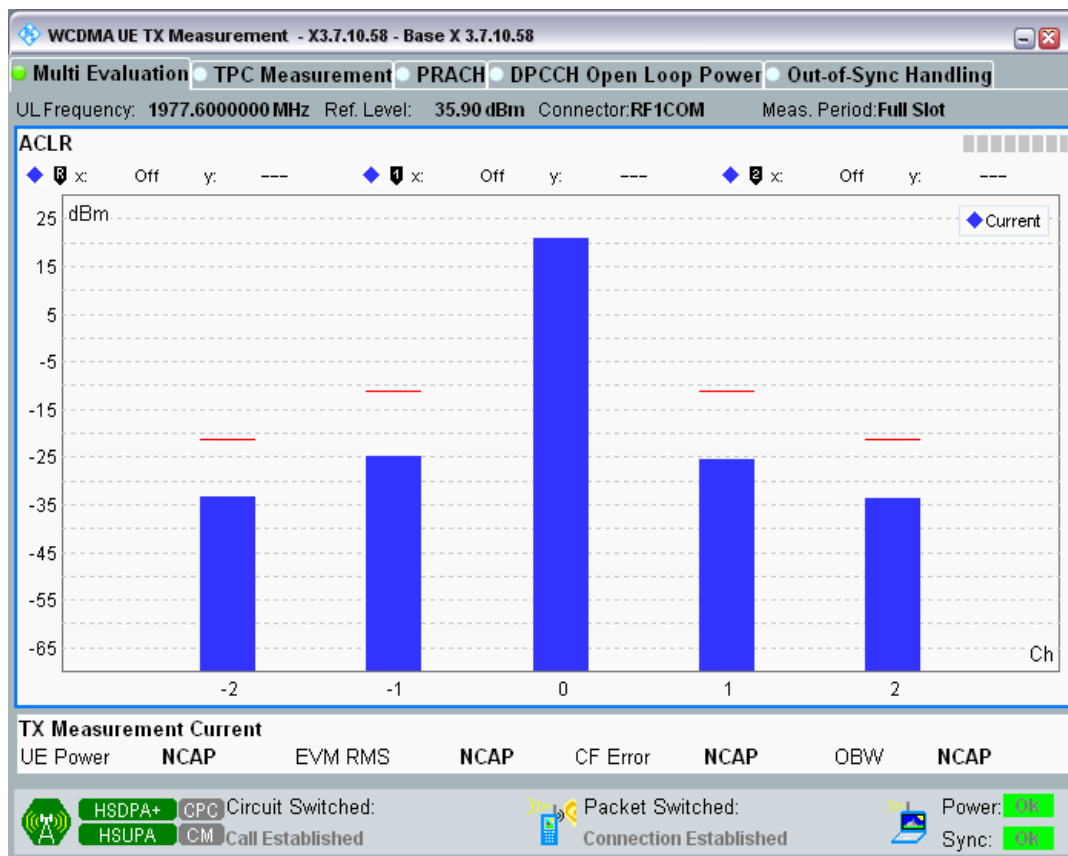 WCDMA UE TX Measurement - X3.7.10.58 - Base X 3.7.10.58
Multi Evaluation TPC Measurement PRACH DPCCH Open Loop Power Out-of-Sync Handling
UL Frequency: 1977.6000000 MHz Ref. Level: 35.90 dBm Connector:RF1COM Meas. Period:Full Slot
ACLR
R x: Off y: --- 1 x: Off y: --- 2 x: Off y: ---
dBm
Current
25
15
5
-5
-15
-25
-35
-45
-55
-65
Ch
-2 -1 0 1 2
TX Measurement Current
UE Power NCAP EVM RMS NCAP CF Error NCAP OBW NCAP
HSDPA+ CPC Circuit Switched: Packet Switched: Power: OK
HSUPA CM Call Established Connection Established Sync: OK